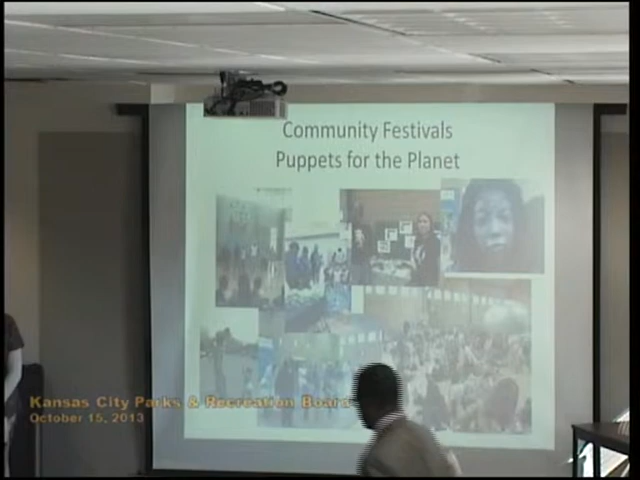 Community Festivals
Puppets for the Planet
Kansas City Parks & Recreation Board
October 15, 2013